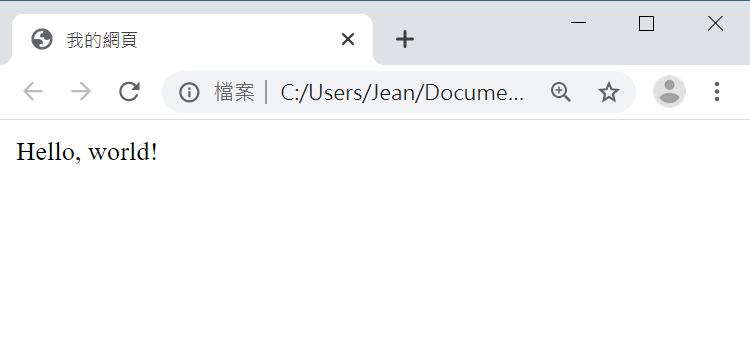 我的網頁
檔案 C:/Users/Jean/Docume...
Hello, world!